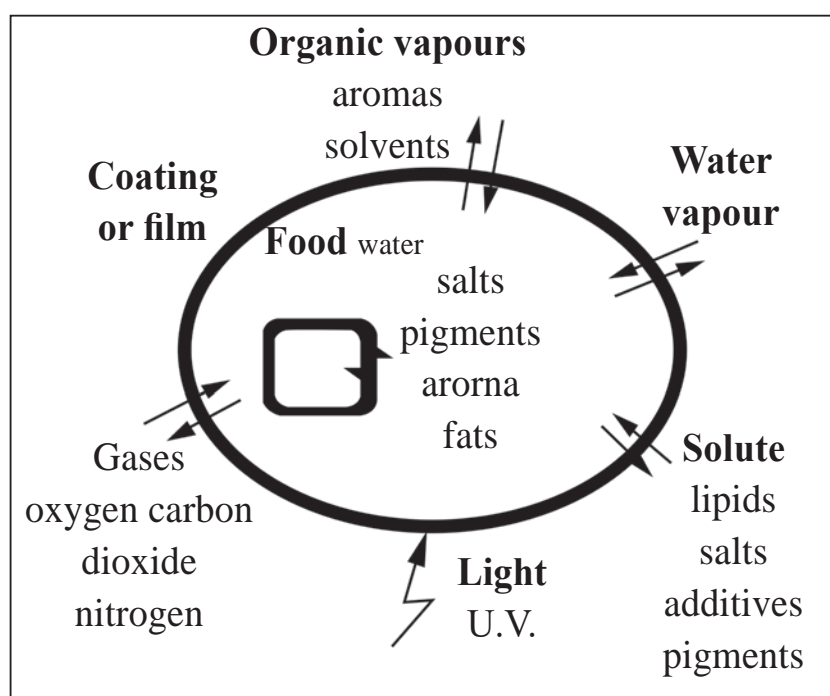 Organic vapours
aromas
solvents
Coating
or film
Water
vapour
Food water
salts
pigments
arorna
fats
Gases
oxygen carbon
dioxide
nitrogen
Light
U.V.
Solute
lipids
salts
additives
pigments